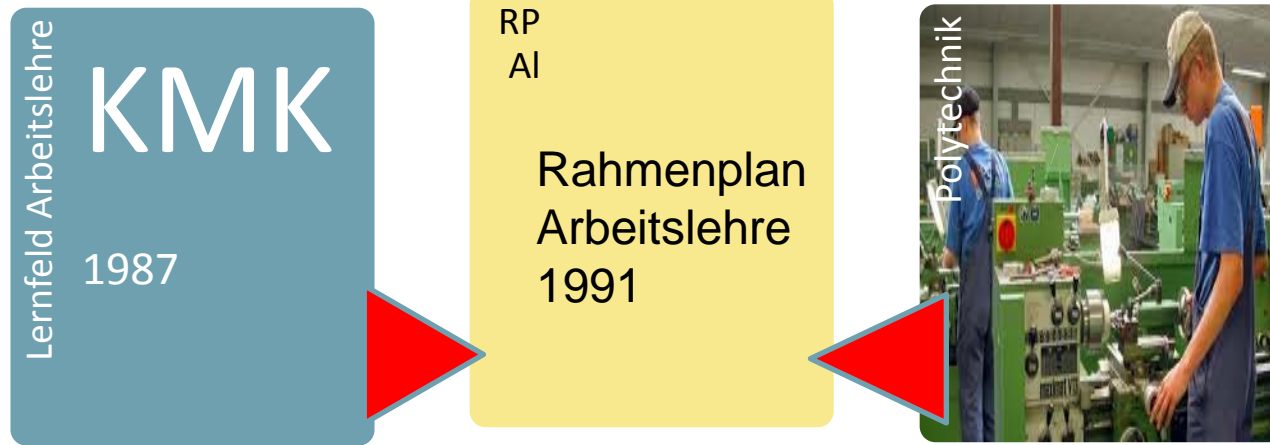 Lernfeld Arbeitslehre
KMK
1987
RP
Al
Rahmenplan
Arbeitslehre
1991
Polytechnik